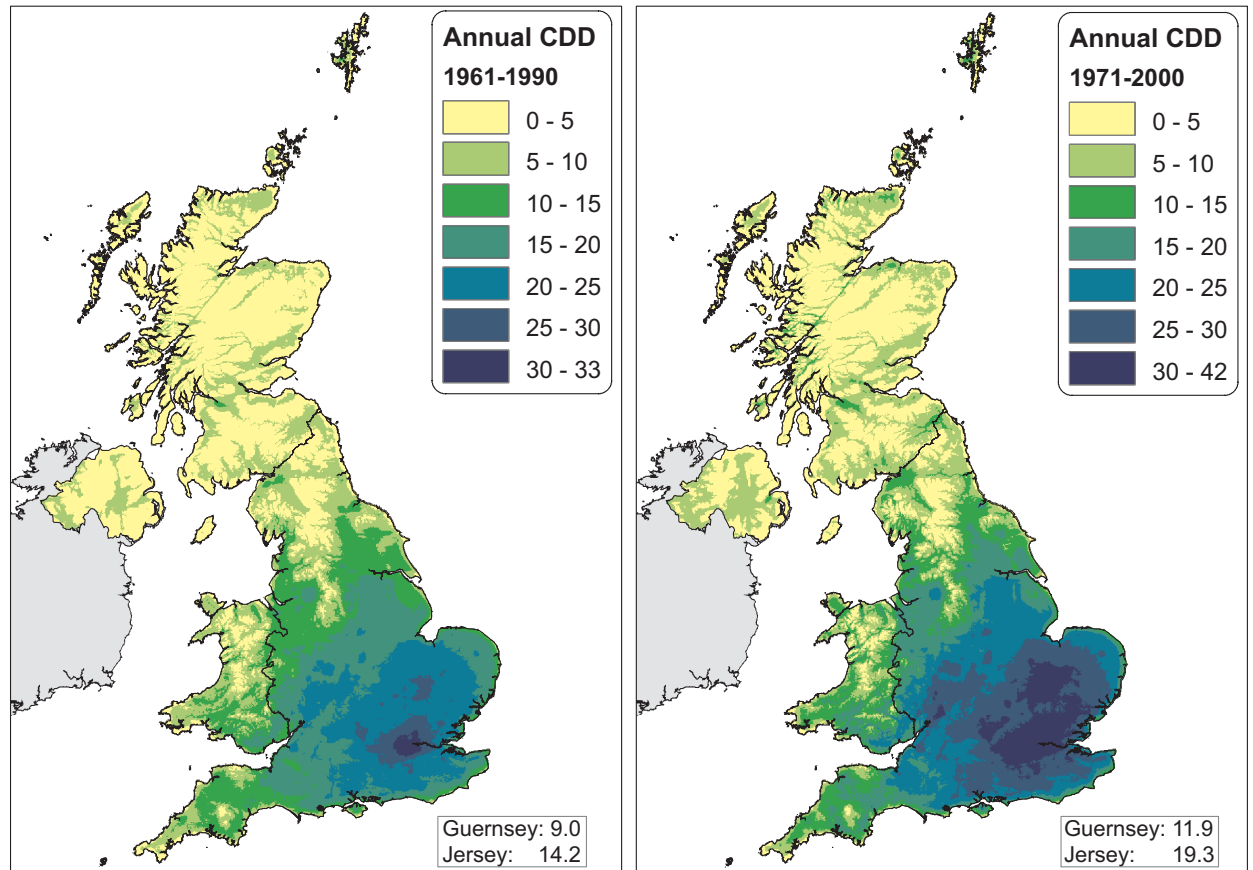 Annual CDD
1961-1990
0 - 5
5 - 10
10 - 15
15 - 20
20 - 25
25 - 30
30 - 33
Guernsey: 9.0
Jersey: 14.2
Annual CDD
1971-2000
0 - 5
5 - 10
10 - 15
15 - 20
20 - 25
25 - 30
30 - 42
Guernsey: 11.9
Jersey: 19.3